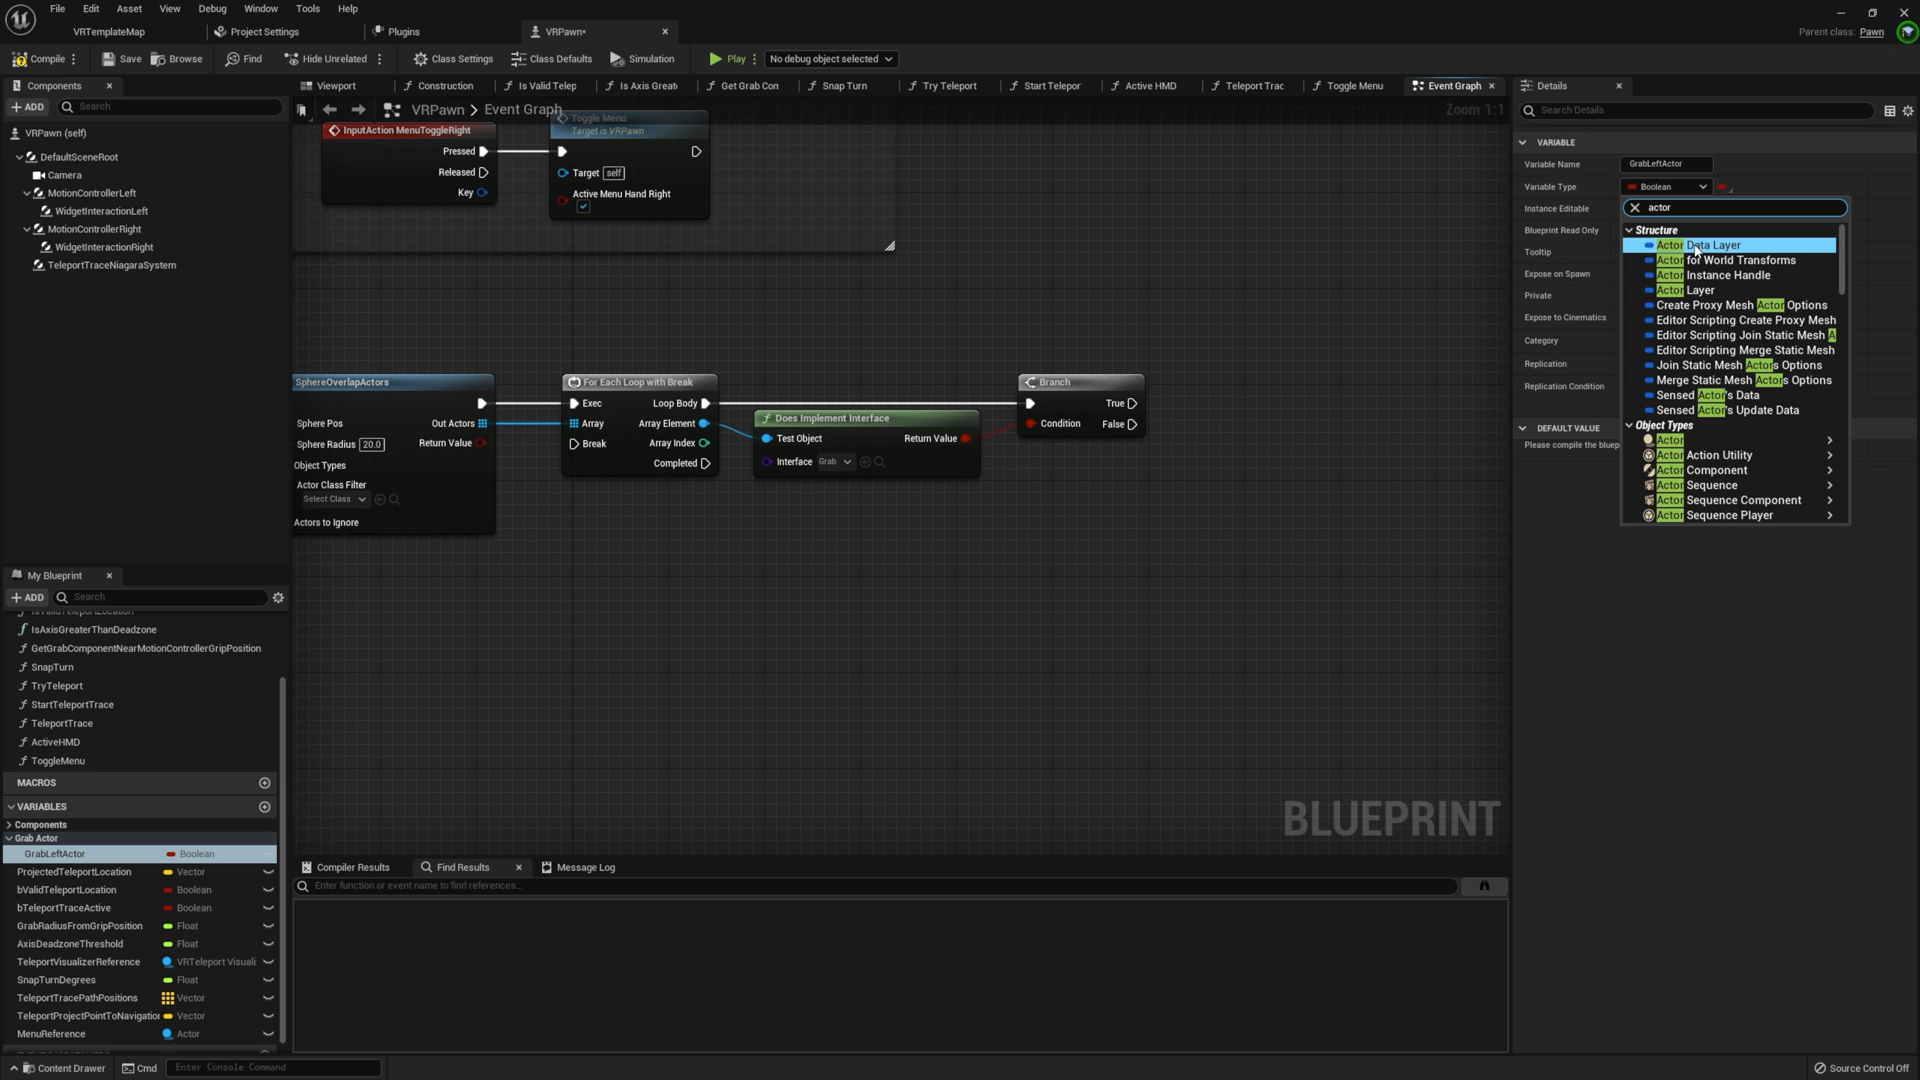 File Edit Asset View Debug Window Tools Help
VRTemplateMap Project Settings Plugins VRPawn• Parent class: Pawn
Compile Save Browse Find Hide Unrelated Class Settings Class Defaults Simulation Play No debug object selected
Components
Viewport Construction Is Valid Telep Is Axis Great Get Grab Con Snap Turn Try Teleport Start Telepor Active HMD Teleport Trac Toggle Menu Event Graph
Details
ADD Search
VRPawn > Event Graph
Zoom 1:1
Search Details
VRPawn (self)
DefaultSceneRoot
Camera
MotionControllerLeft
WidgetInteractionLeft
MotionControllerRight
WidgetInteractionRight
TeleportTraceNiagaraSystem
InputAction MenuToggleRight
Pressed
Released
Key
Toggle Menu
Target is VRPawn
Target self
Active Menu Hand Right
SphereOverlapActors
Sphere Pos Out Actors
Sphere Radius 20.0 Return Value
Object Types
Actor Class Filter
Select Class
Actors to Ignore
For Each Loop with Break
Exec Loop Body
Array Array Element
Break Array Index
Completed
Does Implement Interface
Test Object Return Value
Interface Grab
Branch
True
Condition False
BLUEPRINT
VARIABLE
Variable Name GrabLeftActor
Variable Type Boolean
Instance Editable
Blueprint Read Only
Tooltip
Expose on Spawn
Private
Expose to Cinematics
Category
Replication
Replication Condition
DEFAULT VALUE
Please compile the bluep
actor
Structure
Actor Data Layer
Actor for World Transforms
Actor Instance Handle
Actor Layer
Create Proxy Mesh Actor Options
Editor Scripting Create Proxy Mesh
Editor Scripting Join Static Mesh A
Editor Scripting Merge Static Mesh
Join Static Mesh Actors Options
Merge Static Mesh Actors Options
Sensed Actor's Data
Sensed Actor's Update Data
Object Types
Actor
Actor Action Utility
Actor Component
Actor Sequence
Actor Sequence Component
Actor Sequence Player
My Blueprint
ADD Search
IsAxisGreaterThanDeadzone
GetGrabComponentNearMotionControllerGripPosition
SnapTurn
TryTeleport
StartTeleportTrace
TeleportTrace
ActiveHMD
ToggleMenu
MACROS
VARIABLES
Components
Grab Actor
GrabLeftActor Boolean
ProjectedTeleportLocation Vector
bValidTeleportLocation Boolean
bTeleportTraceActive Boolean
GrabRadiusFromGripPosition Float
AxisDeadzoneThreshold Float
TeleportVisualizerReference VRTeleport Visuali
SnapTurnDegrees Float
TeleportTracePathPositions Vector
TeleportProjectPointToNavigation Vector
MenuReference Actor
Compiler Results Find Results Message Log
Enter function or event name to find references...
Content Drawer Cmd Enter Console Command
Source Control Off